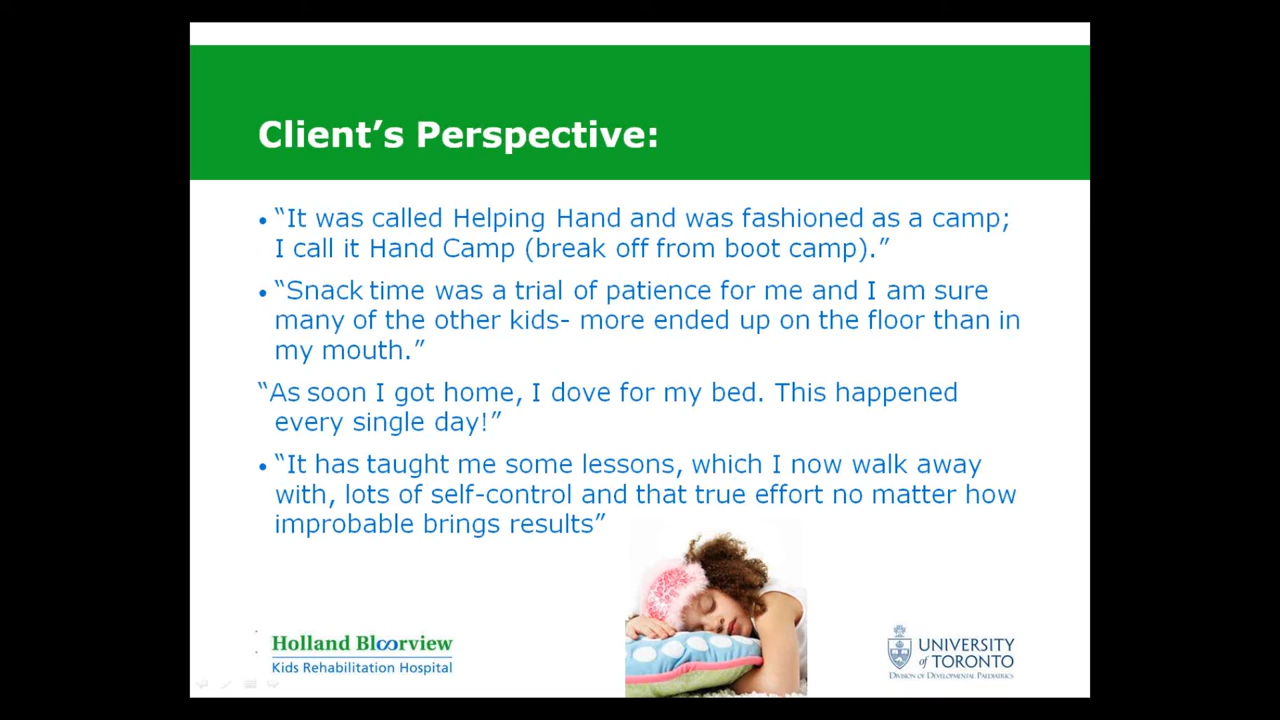 Client’s Perspective:
• “It was called Helping Hand and was fashioned as a camp;
I call it Hand Camp (break off from boot camp).”
• “Snack time was a trial of patience for me and I am sure
many of the other kids- more ended up on the floor than in
my mouth.”
“As soon I got home, I dove for my bed. This happened
every single day!”
• “It has taught me some lessons, which I now walk away
with, lots of self-control and that true effort no matter how
improbable brings results”
Holland Bloorview
Kids Rehabilitation Hospital
UNIVERSITY
of TORONTO
DIVISION OF DEVELOPMENTAL PAEDIATRICS